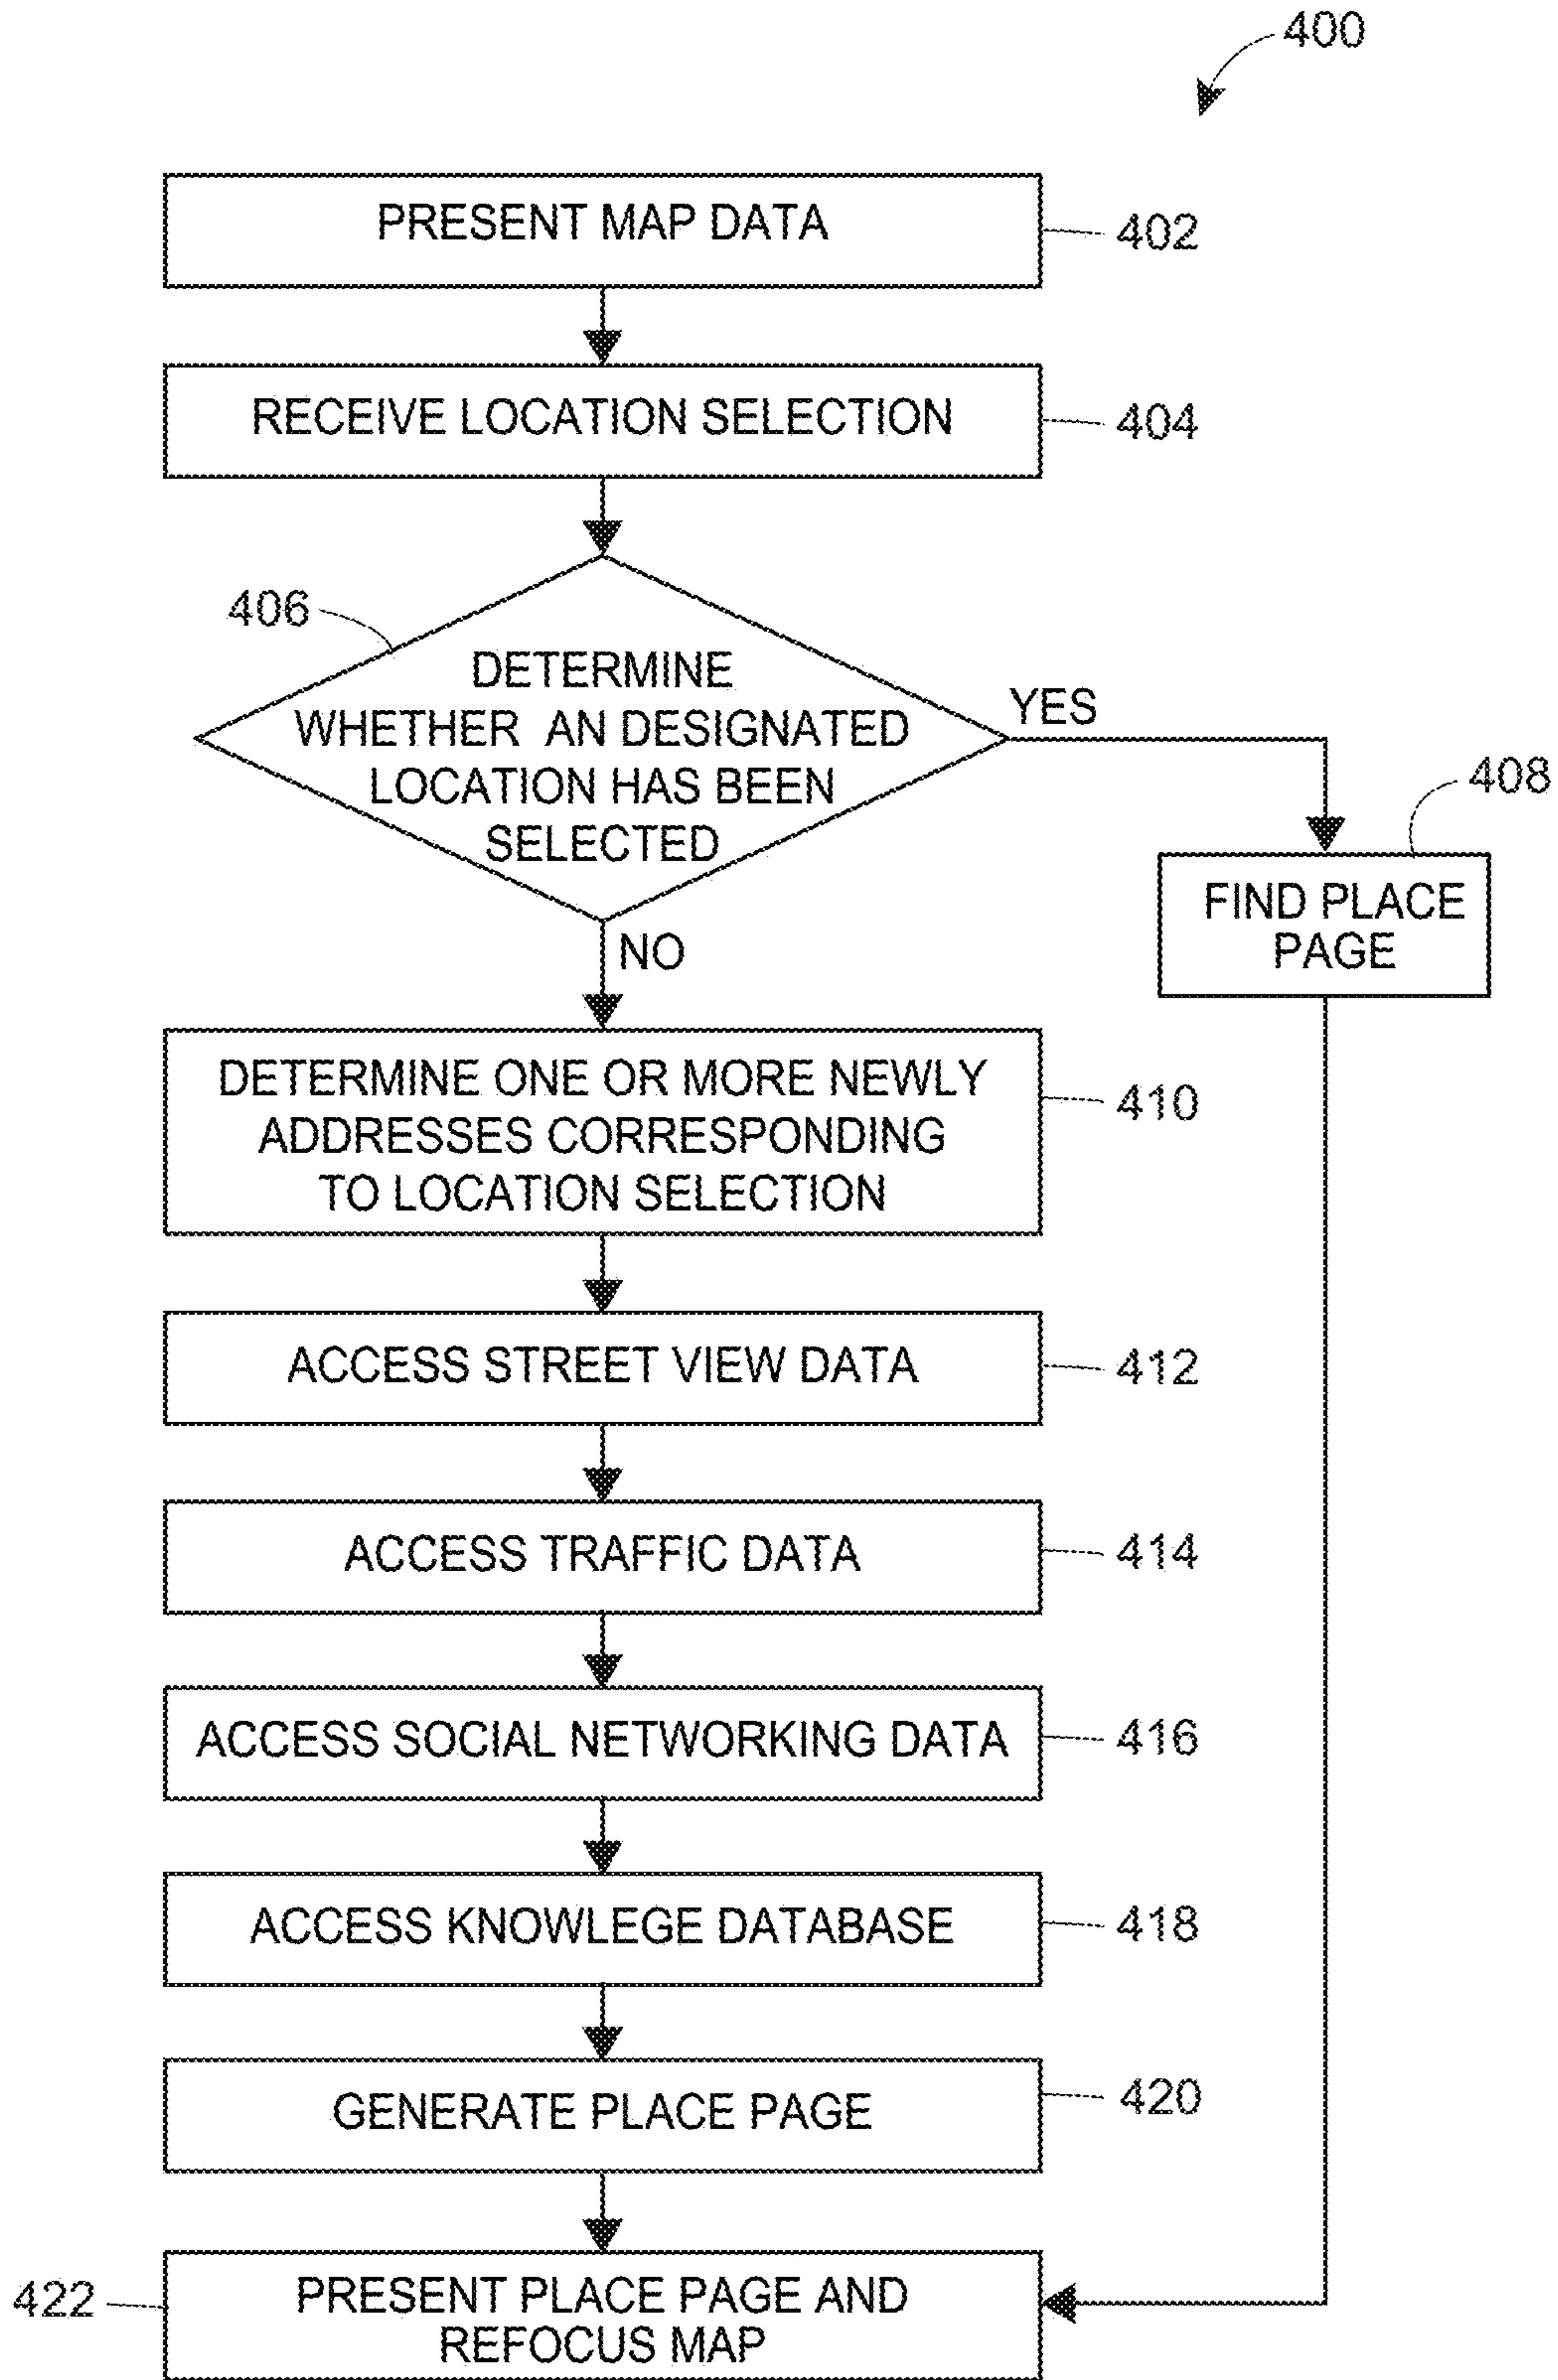 400
PRESENT MAP DATA
402
RECEIVE LOCATION SELECTION
404
406
DETERMINE
WHETHER AN DESIGNATED
LOCATION HAS BEEN
SELECTED
YES
408
FIND PLACE
PAGE
NO
DETERMINE ONE OR MORE NEWLY
ADDRESSES CORRESPONDING
TO LOCATION SELECTION
410
ACCESS STREET VIEW DATA
412
ACCESS TRAFFIC DATA
414
ACCESS SOCIAL NETWORKING DATA
416
ACCESS KNOWLEGE DATABASE
418
GENERATE PLACE PAGE
420
422
PRESENT PLACE PAGE AND
REFOCUS MAP